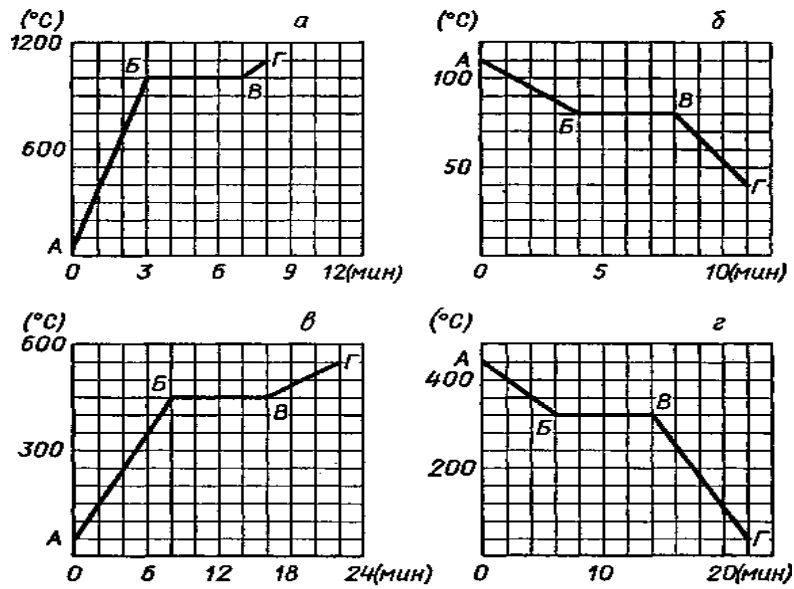 (°C) а
1200
Б
Г
В
600
А
0 3 6 9 12(мин)
(°C) б
А
100
Б
В
50
Г
0 5 10(мин)
(°C) в
600
Б
Г
В
300
А
0 6 12 18 24(мин)
(°C) г
А
400
Б
В
200
Г
0 10 20(мин)